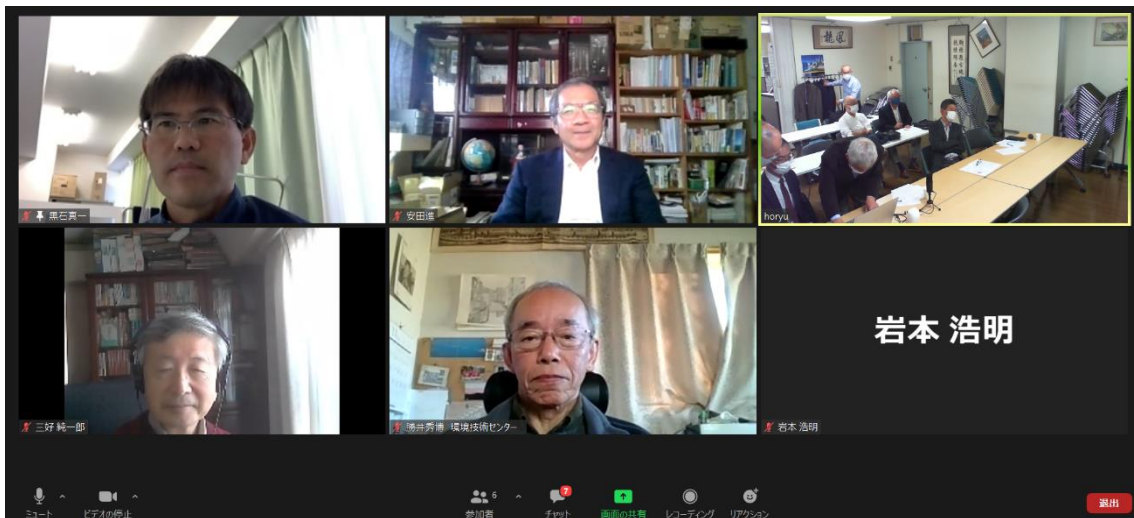 鳳龍
黒石真一
安田進
horyu
三好 純一郎
勝井秀博 環境技術センター
岩本 浩明
岩本 浩明
ミュート
ビデオの停止
6
参加者
7
チャット
画面の共有
レコーディング
リアクション
退出